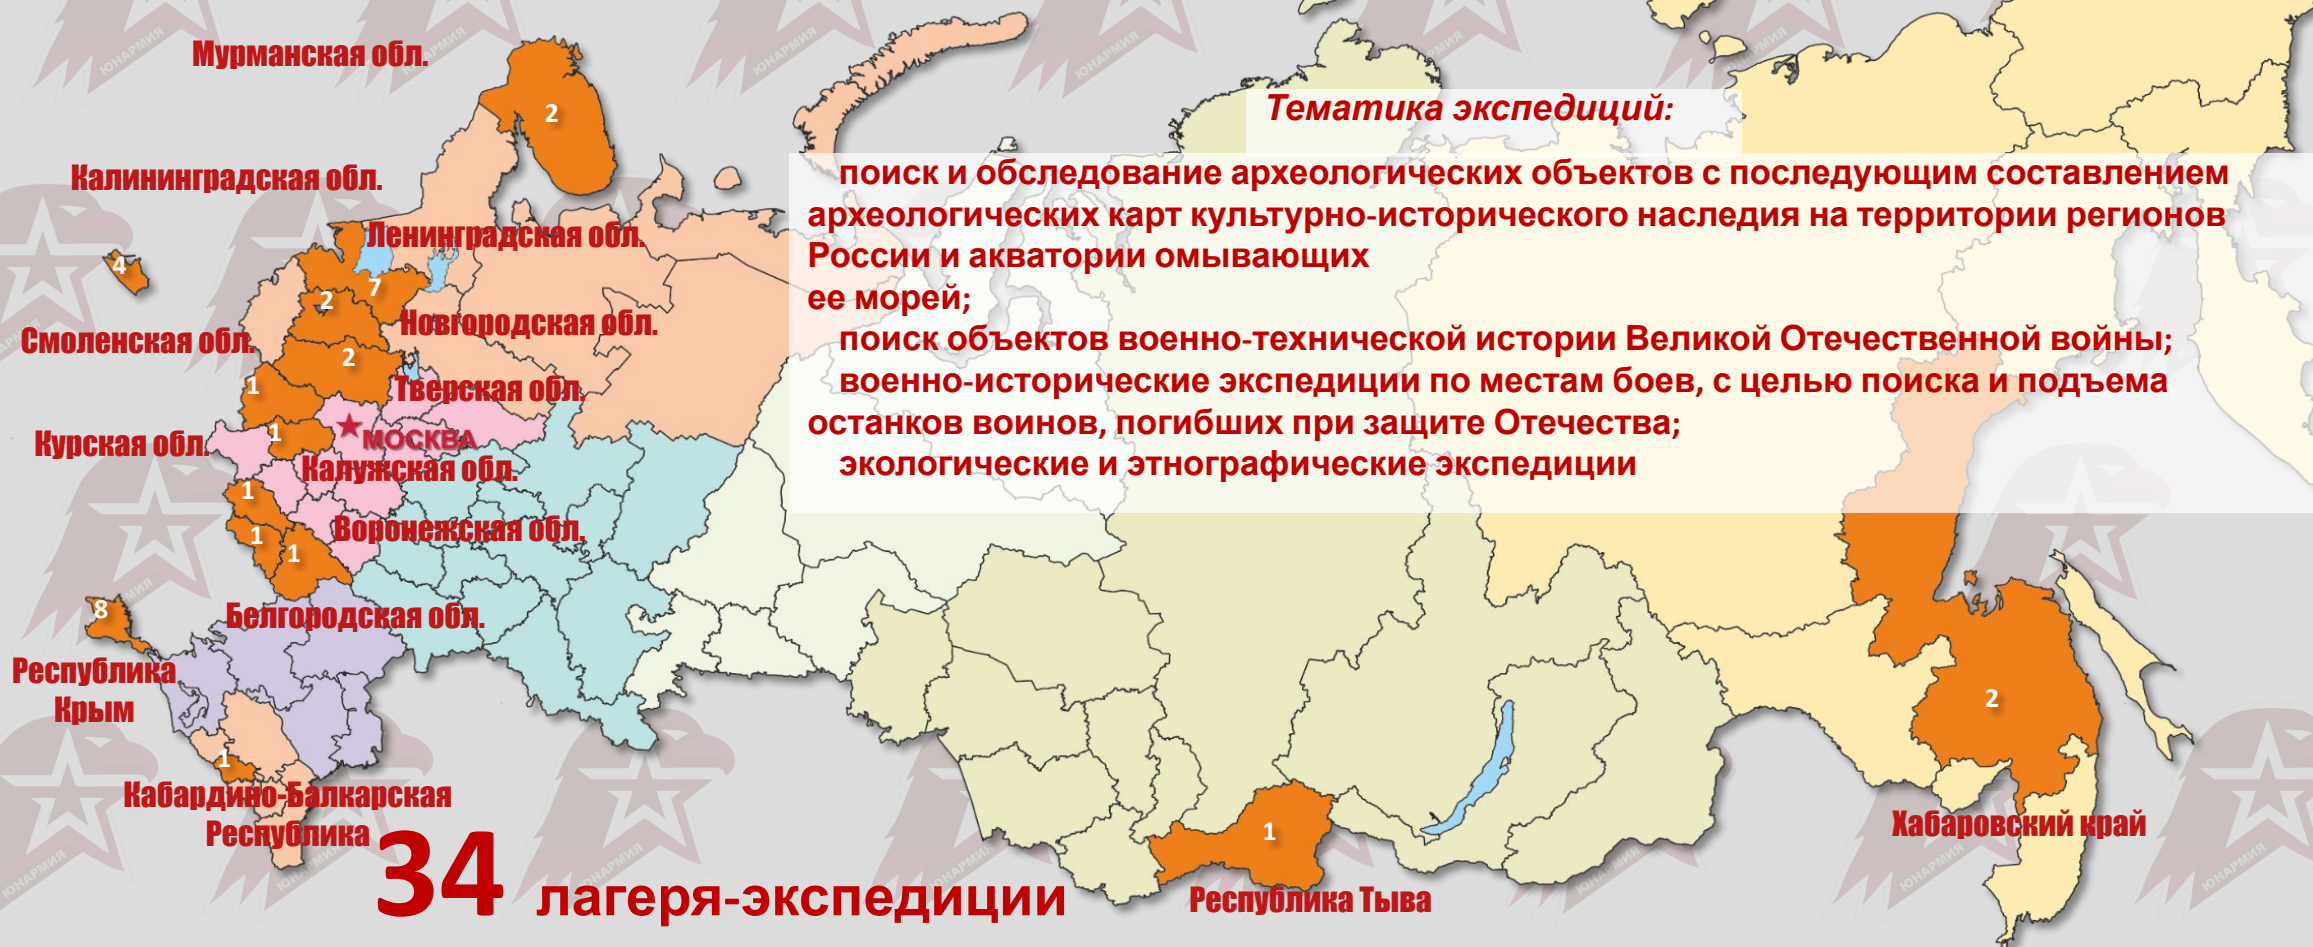 Мурманская обл.
2
Тематика экспедиций:
поиск и обследование археологических объектов с последующим составлением
археологических карт культурно-исторического наследия на территории регионов
России и акватории омывающих
ее морей;
поиск объектов военно-технической истории Великой Отечественной войны;
военно-исторические экспедиции по местам боев, с целью поиска и подъема
останков воинов, погибших при защите Отечества;
экологические и этнографические экспедиции
Калининградская обл.
4
Ленинградская обл.
7
2
Новгородская обл.
Смоленская обл.
2
1
Тверская обл.
Курская обл.
1
МОСКВА
Калужская обл.
1
Воронежская обл.
1
1
8
Белгородская обл.
Республика
Крым
1
Кабардино-Балкарская
Республика
34 лагеря-экспедиции
1
Республика Тыва
2
Хабаровский край
ЮНАРМИЯ